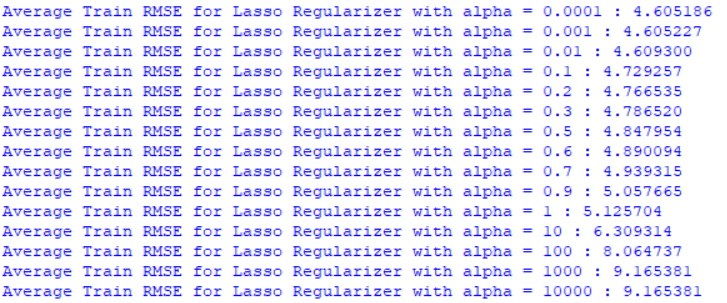 Average Train RMSE for Lasso Regularizer with alpha = 0.0001 : 4.605186
Average Train RMSE for Lasso Regularizer with alpha = 0.001 : 4.605227
Average Train RMSE for Lasso Regularizer with alpha = 0.01 : 4.609300
Average Train RMSE for Lasso Regularizer with alpha = 0.1 : 4.729257
Average Train RMSE for Lasso Regularizer with alpha = 0.2 : 4.766535
Average Train RMSE for Lasso Regularizer with alpha = 0.3 : 4.786520
Average Train RMSE for Lasso Regularizer with alpha = 0.5 : 4.847954
Average Train RMSE for Lasso Regularizer with alpha = 0.6 : 4.890094
Average Train RMSE for Lasso Regularizer with alpha = 0.7 : 4.939315
Average Train RMSE for Lasso Regularizer with alpha = 0.9 : 5.057665
Average Train RMSE for Lasso Regularizer with alpha = 1 : 5.125704
Average Train RMSE for Lasso Regularizer with alpha = 10 : 6.309314
Average Train RMSE for Lasso Regularizer with alpha = 100 : 8.064737
Average Train RMSE for Lasso Regularizer with alpha = 1000 : 9.165381
Average Train RMSE for Lasso Regularizer with alpha = 10000 : 9.165381